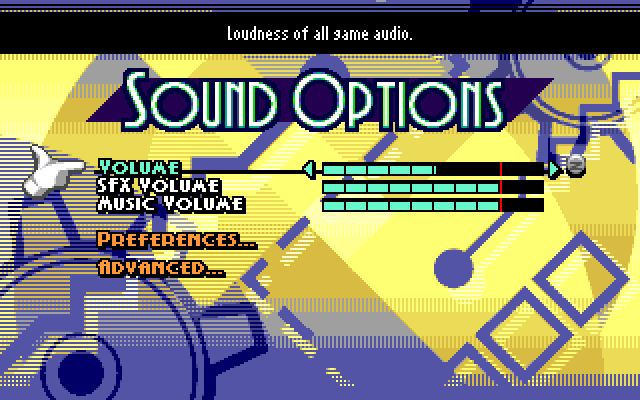 Loudness of all game audio.
Sound Options
Volume
SFX Volume
Music Volume
Preferences...
Advanced...